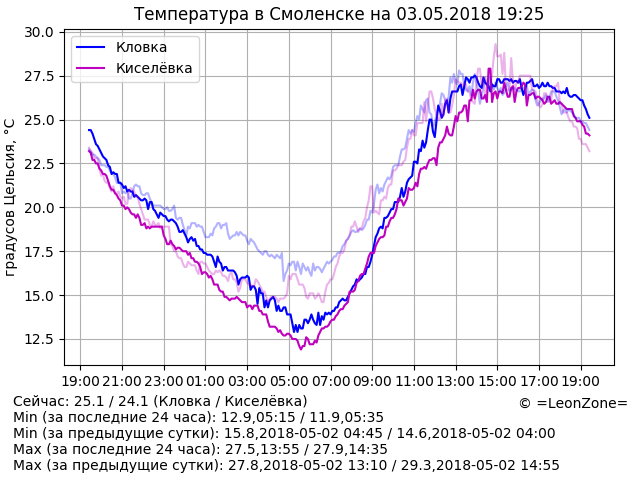 Температура в Смоленске на 03.05.2018 19:25
Кловка
Киселёвка
градусов Цельсия, °C
30.0
27.5
25.0
22.5
20.0
17.5
15.0
12.5
19:00 21:00 23:00 01:00 03:00 05:00 07:00 09:00 11:00 13:00 15:00 17:00 19:00
Сейчас: 25.1 / 24.1 (Кловка / Киселёвка)
© =LeonZone=
Min (за последние 24 часа): 12.9,05:15 / 11.9,05:35
Min (за предыдущие сутки): 15.8,2018-05-02 04:45 / 14.6,2018-05-02 04:00
Max (за последние 24 часа): 27.5,13:55 / 27.9,14:35
Max (за предыдущие сутки): 27.8,2018-05-02 13:10 / 29.3,2018-05-02 14:55